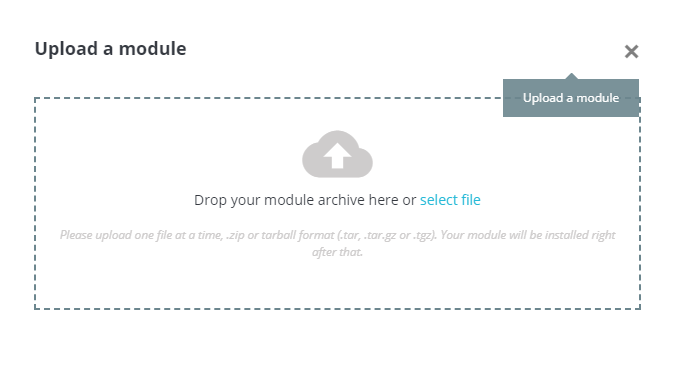 Upload a module
Upload a module
Drop your module archive here or select file
Please upload one file at a time, .zip or tarball format (.tar, .tar.gz or .tgz). Your module will be installed right
after that.